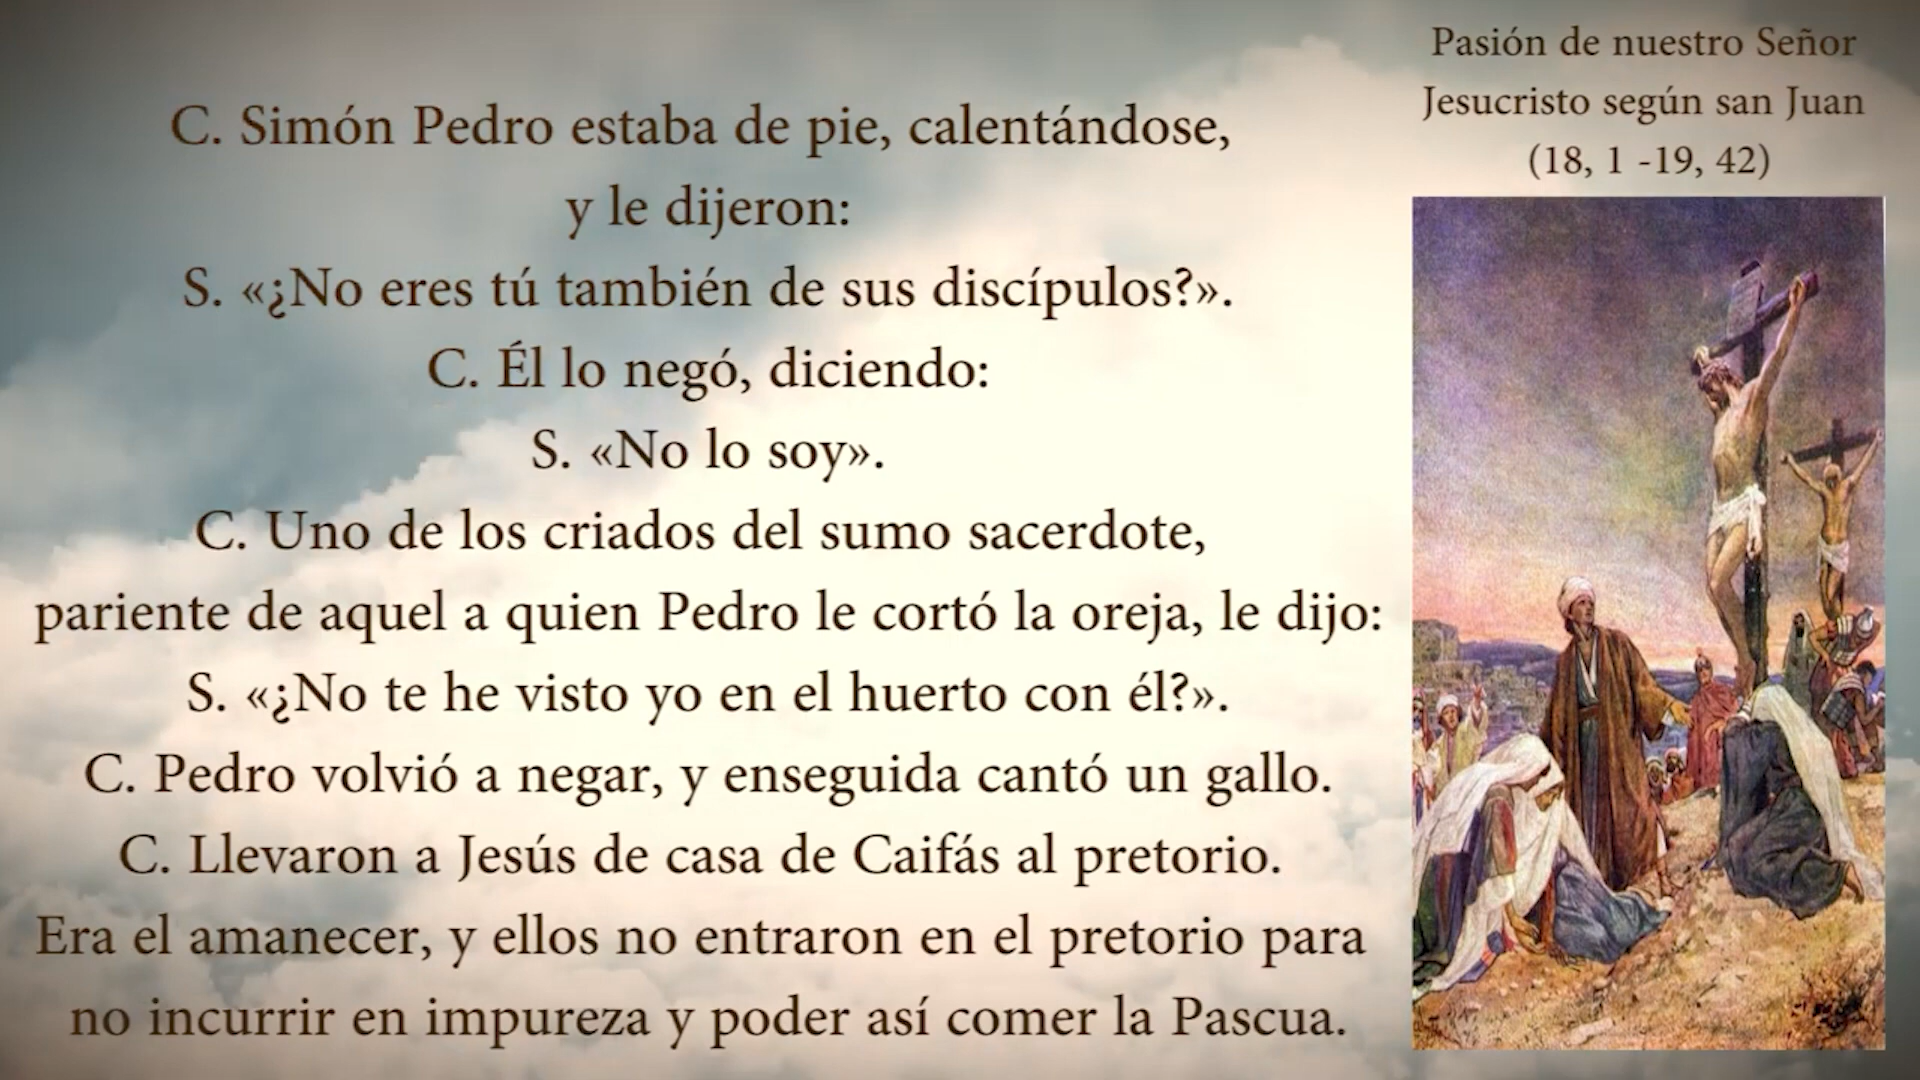 Pasión de nuestro Señor
Jesucristo según san Juan
(18, 1 -19, 42)
C. Simón Pedro estaba de pie, calentándose,
y le dijeron:
S. «¿No eres tú también de sus discípulos?».
C. Él lo negó, diciendo:
S. «No lo soy».
C. Uno de los criados del sumo sacerdote,
pariente de aquel a quien Pedro le cortó la oreja, le dijo:
S. «¿No te he visto yo en el huerto con él?».
C. Pedro volvió a negar, y enseguida cantó un gallo.
C. Llevaron a Jesús de casa de Caifás al pretorio.
Era el amanecer, y ellos no entraron en el pretorio para
no incurrir en impureza y poder así comer la Pascua.